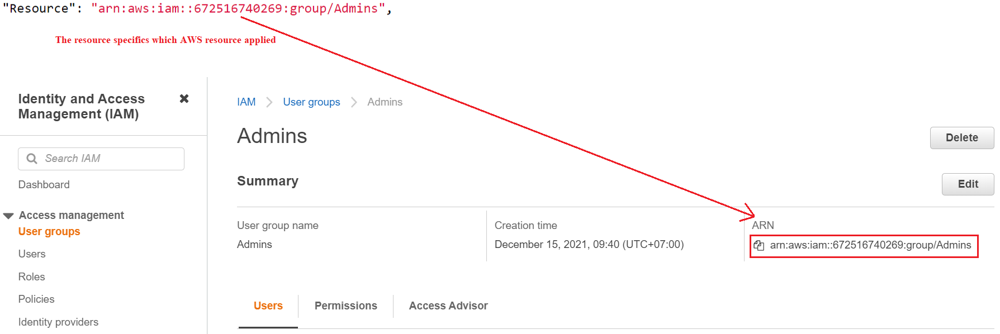 "Resource": "arn:aws:iam::672516740269:group/Admins",
The resource specifics which AWS resource applied
Identity and Access
Management (IAM)
Search IAM
Dashboard
Access management
User groups
Users
Roles
Policies
Identity providers
IAM > User groups > Admins
Admins
Delete
Summary
Edit
User group name
Admins
Creation time
December 15, 2021, 09:40 (UTC+07:00)
ARN
arn:aws:iam::672516740269:group/Admins
Users Permissions Access Advisor